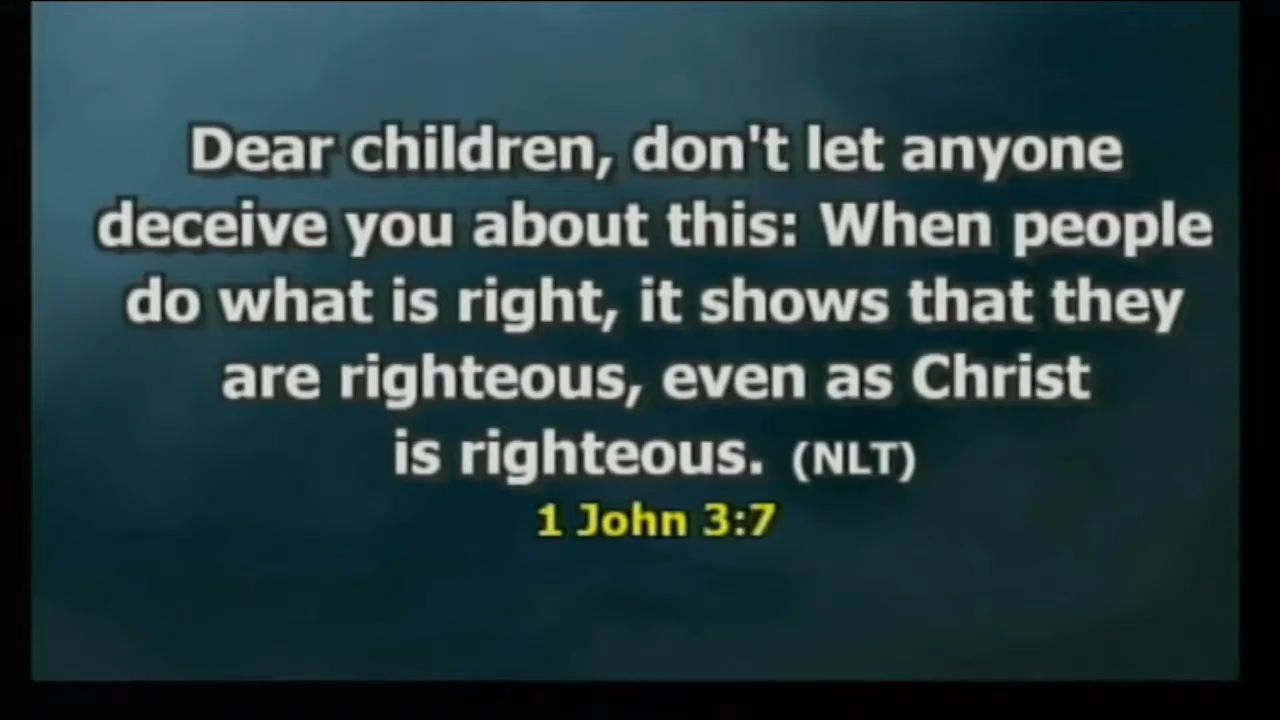 Dear children, don't let anyone
deceive you about this: When people
do what is right, it shows that they
are righteous, even as Christ
is righteous. (NLT)
1 John 3:7